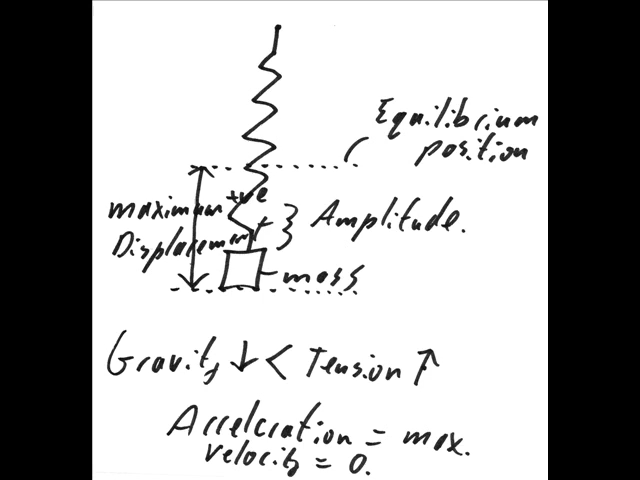 Equilibrium
position
maximum +ve
Displacement
} Amplitude.
mass
Gravity ↓ < Tension ↑
Acceleration = max.
velocity = 0.